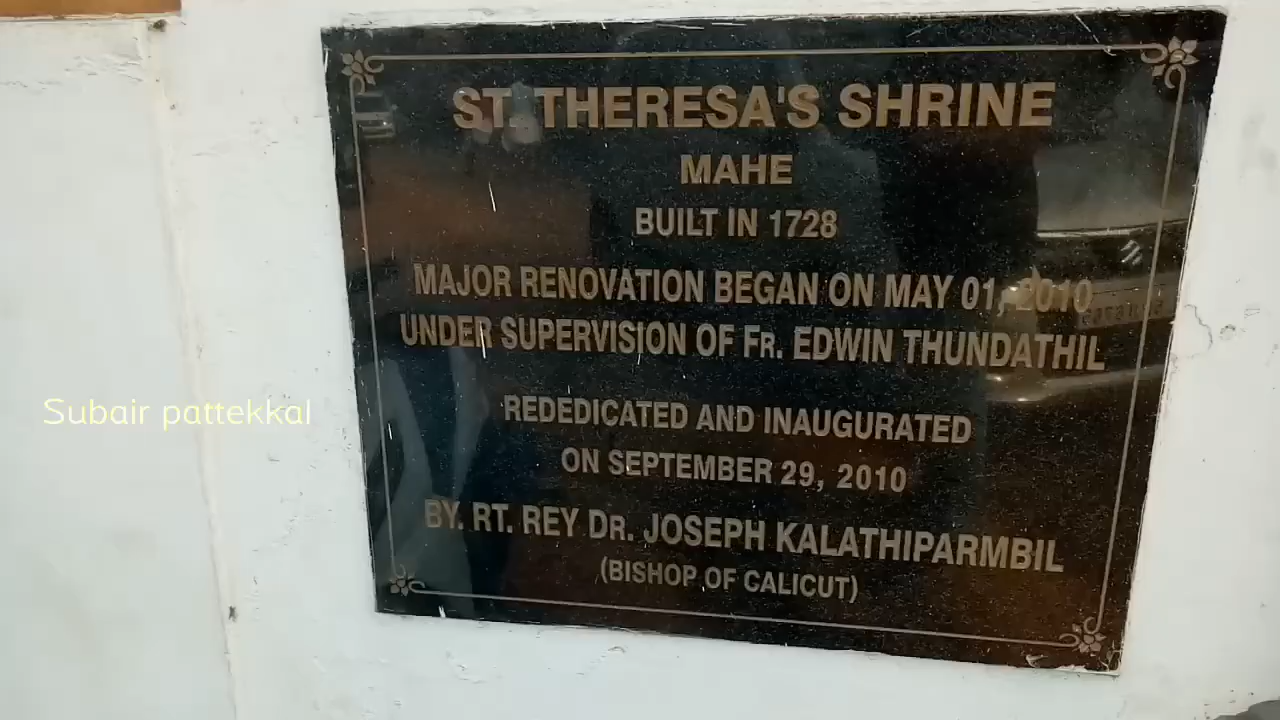 ST. THERESA'S SHRINE
MAHE
BUILT IN 1728
MAJOR RENOVATION BEGAN ON MAY 01, 2010
UNDER SUPERVISION OF FR. EDWIN THUNDATHIL
REDEDICATED AND INAUGURATED
ON SEPTEMBER 29, 2010
BY. RT. REY DR. JOSEPH KALATHIPARMBIL
(BISHOP OF CALICUT)
Subair pattekkal